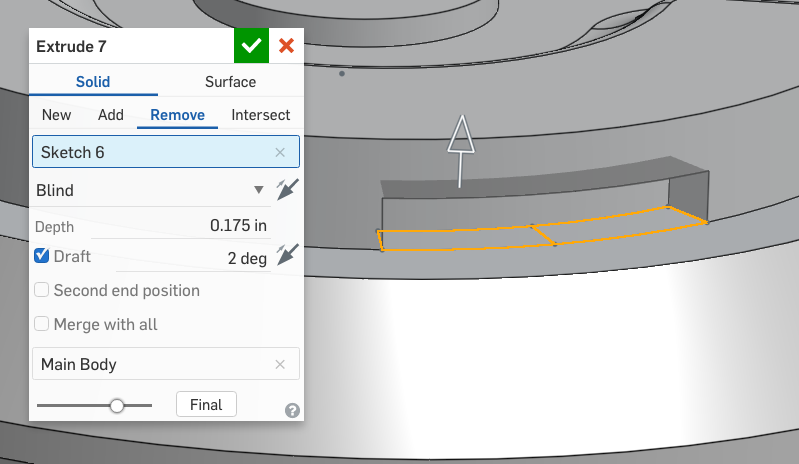 Extrude 7
Solid Surface
New Add Remove Intersect
Sketch 6
Blind
Depth 0.175 in
Draft 2 deg
Second end position
Merge with all
Main Body
Final ?